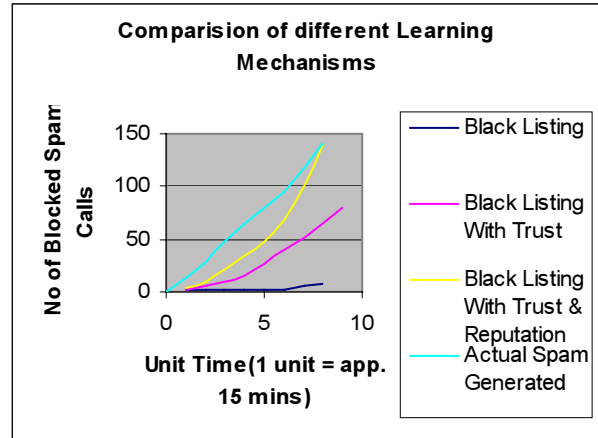 Comparision of different Learning
Mechanisms
No of Blocked Spam
Calls
150
100
50
0
0
5
10
Unit Time(1 unit = app.
15 mins)
Black Listing
Black Listing
With Trust
Black Listing
With Trust &
Reputation
Actual Spam
Generated